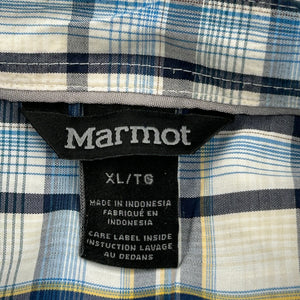 Marmot
XL/TG
MADE IN INDONESIA
FABRIQUÉ EN
INDONESIA
CARE LABEL INSIDE
INSTUCTION LAVAGE
AU DEDANS